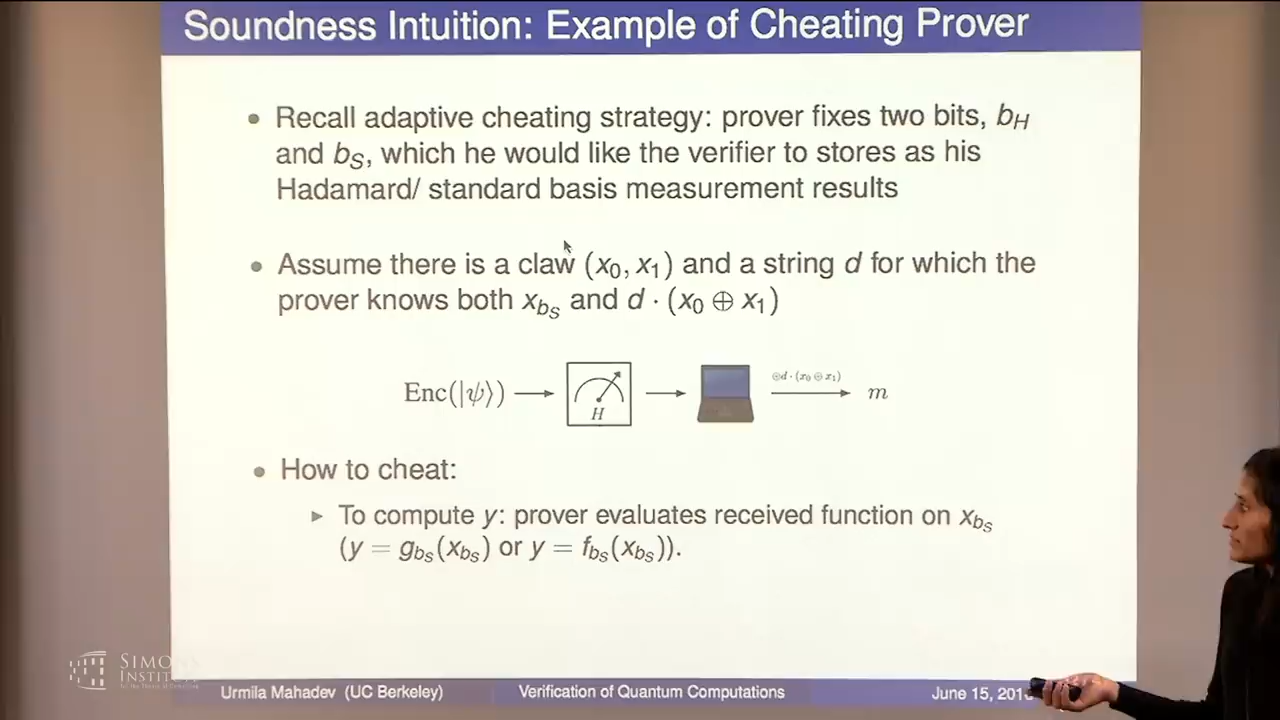 Soundness Intuition: Example of Cheating Prover
• Recall adaptive cheating strategy: prover fixes two bits, b_H
and b_S, which he would like the verifier to stores as his
Hadamard/ standard basis measurement results
• Assume there is a claw (x_0, x_1) and a string d for which the
prover knows both x_{b_S} and d · (x_0 ⊕ x_1)
Enc(|ψ⟩) → H → ⊕d·(x_0 ⊕ x_1) → m
• How to cheat:
▶ To compute y: prover evaluates received function on x_{b_S}
(y = g_{b_S}(x_{b_S}) or y = f_{b_S}(x_{b_S})).
Urmila Mahadev (UC Berkeley) Verification of Quantum Computations June 15, 201